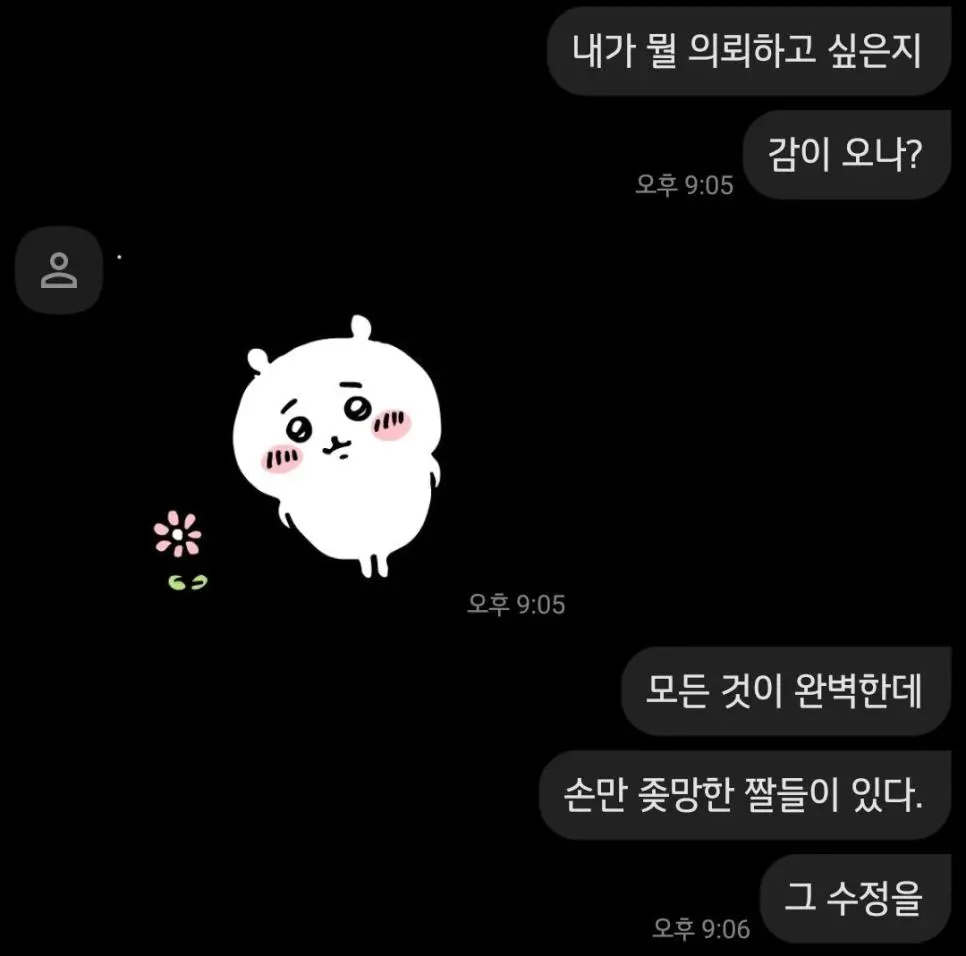 내가 뭘 의뢰하고 싶은지
감이 오나?
오후 9:05
오후 9:05
모든 것이 완벽한데
손만 좆망한 짤들이 있다.
그 수정을
오후 9:06